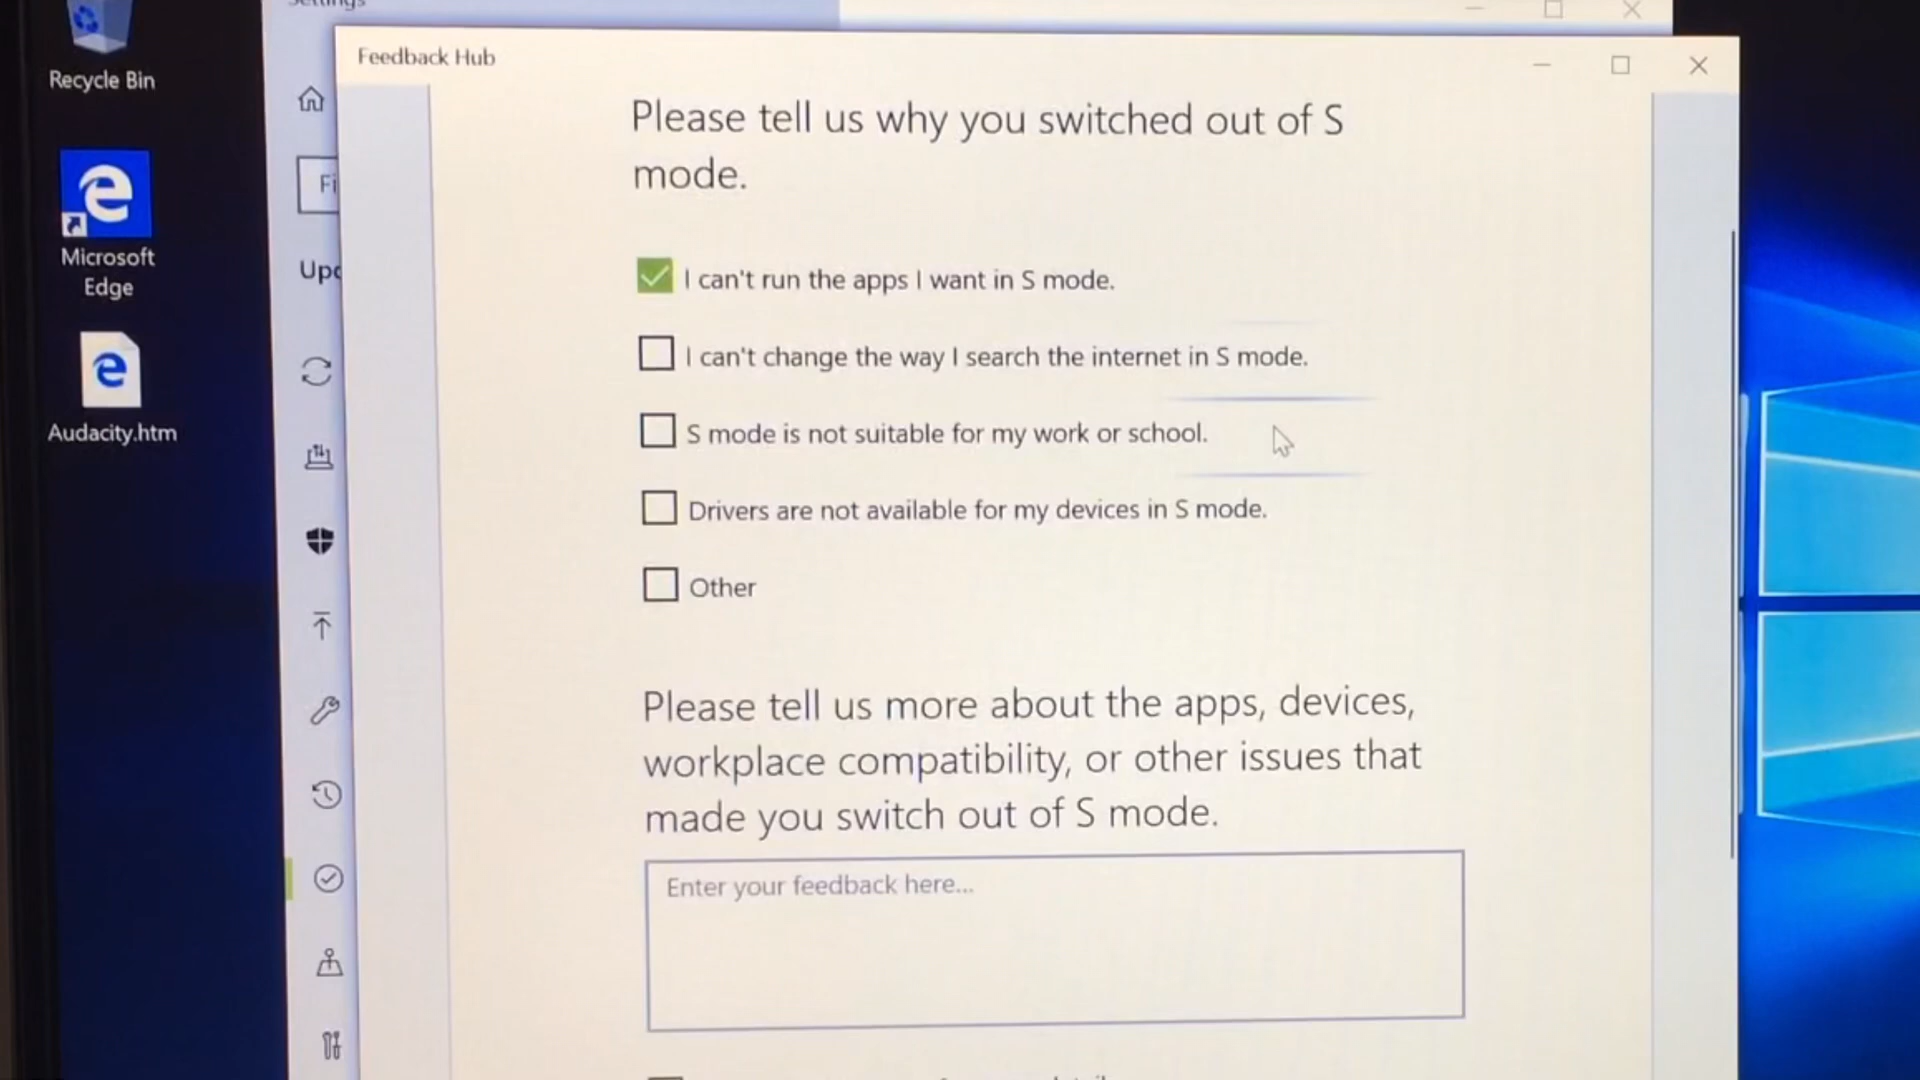 Settings
Recycle Bin
Feedback Hub
Please tell us why you switched out of S
mode.
Fi
Microsoft
Edge
Upd
I can't run the apps I want in S mode.
I can't change the way I search the internet in S mode.
Audacity.htm
S mode is not suitable for my work or school.
Drivers are not available for my devices in S mode.
Other
Please tell us more about the apps, devices,
workplace compatibility, or other issues that
made you switch out of S mode.
Enter your feedback here...